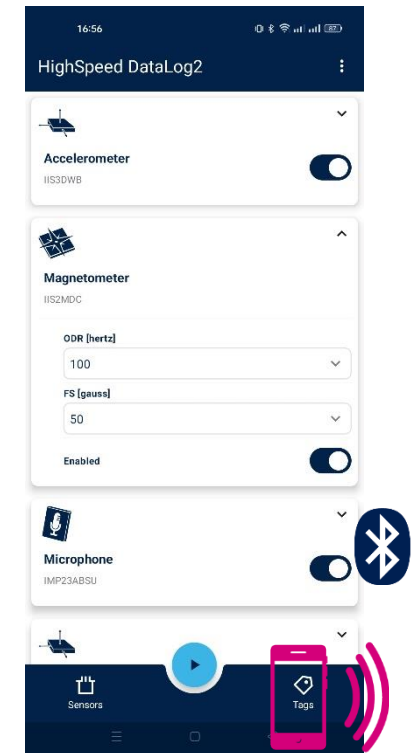 16:56
87
HighSpeed DataLog2
Accelerometer
IIS3DWB
Magnetometer
IIS2MDC
ODR [hertz]
100
FS [gauss]
50
Enabled
Microphone
IMP23ABSU
Sensors
Tags